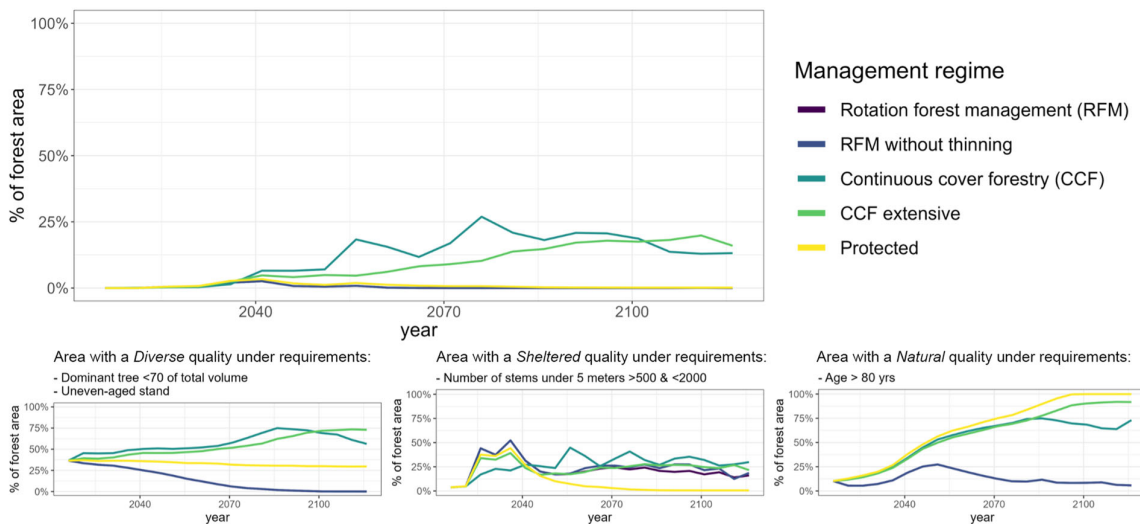 100%
75%
50%
25%
0%
% of forest area
2040
2070
2100
year
Management regime
Rotation forest management (RFM)
RFM without thinning
Continuous cover forestry (CCF)
CCF extensive
Protected
Area with a Diverse quality under requirements:
- Dominant tree <70 of total volume
- Uneven-aged stand
100%
75%
50%
25%
0%
% of forest area
2040
2070
2100
year
Area with a Sheltered quality under requirements:
- Number of stems under 5 meters >500 & <2000
100%
75%
50%
25%
0%
% of forest area
2040
2070
2100
year
Area with a Natural quality under requirements:
- Age > 80 yrs
100%
75%
50%
25%
0%
% of forest area
2040
2070
2100
year